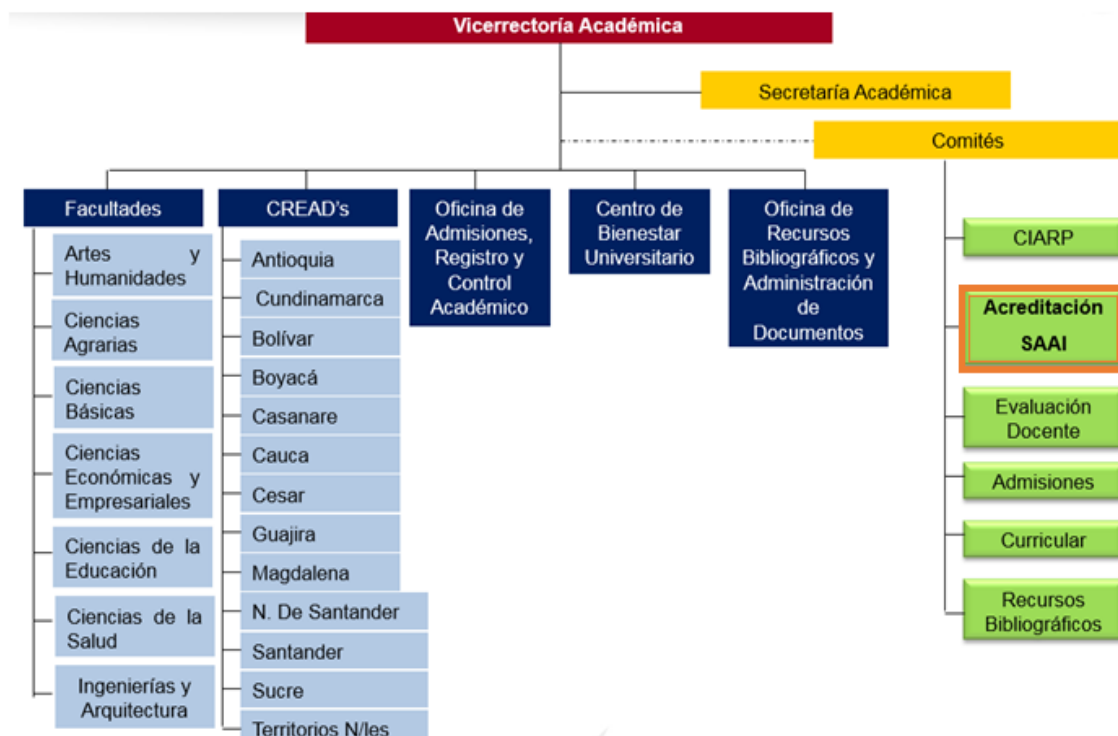 Vicerrectoría Académica
Secretaría Académica
Comités
Facultades
Artes y
Humanidades
Ciencias
Agrarias
Ciencias
Básicas
Ciencias
Económicas y
Empresariales
Ciencias de la
Educación
Ciencias de la
Salud
Ingenierías y
Arquitectura
CREAD’s
Antioquia
Cundinamarca
Bolívar
Boyacá
Casanare
Cauca
Cesar
Guajira
Magdalena
N. De Santander
Santander
Sucre
Territorios N/les
Oficina de
Admisiones,
Registro y
Control
Académico
Centro de
Bienestar
Universitario
Oficina de
Recursos
Bibliográficos y
Administración
de
Documentos
CIARP
Acreditación
SAAI
Evaluación
Docente
Admisiones
Curricular
Recursos
Bibliográficos